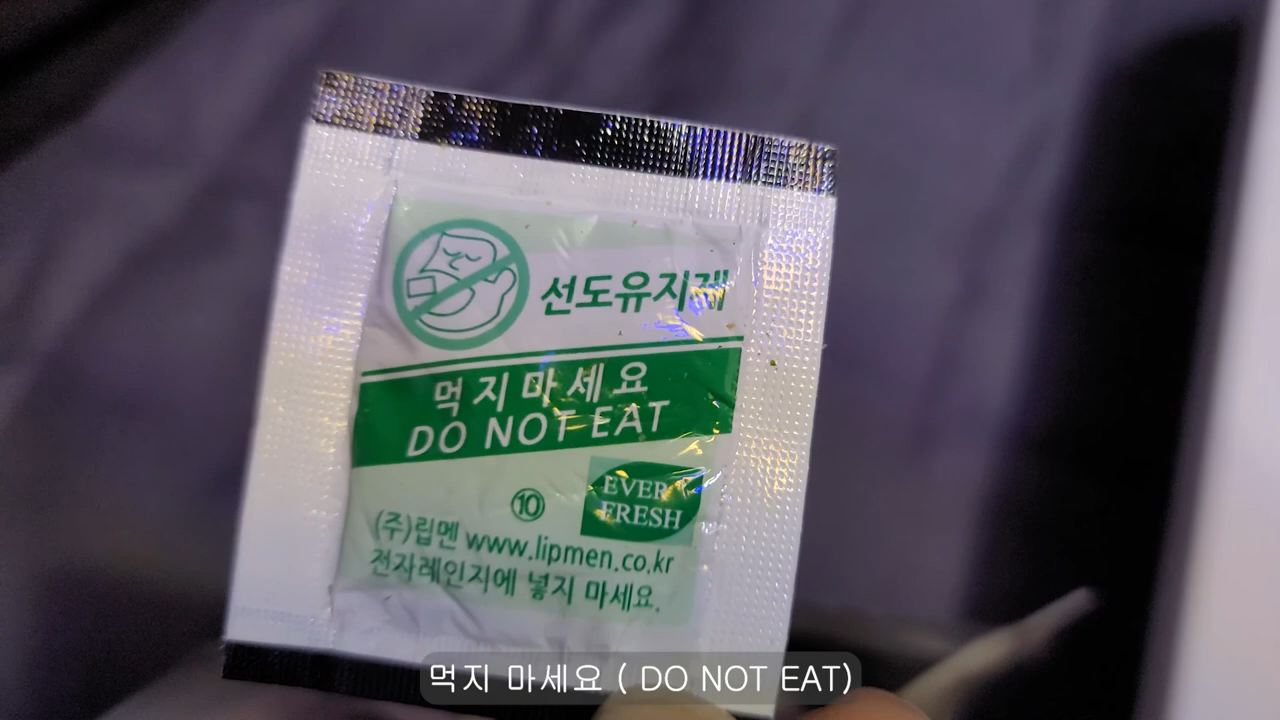 선도유지제
먹지마세요
DO NOT EAT
EVER
FRESH
⑩
(주)립멘 www.lipmen.co.kr
전자레인지에 넣지 마세요.
먹지 마세요 ( DO NOT EAT)